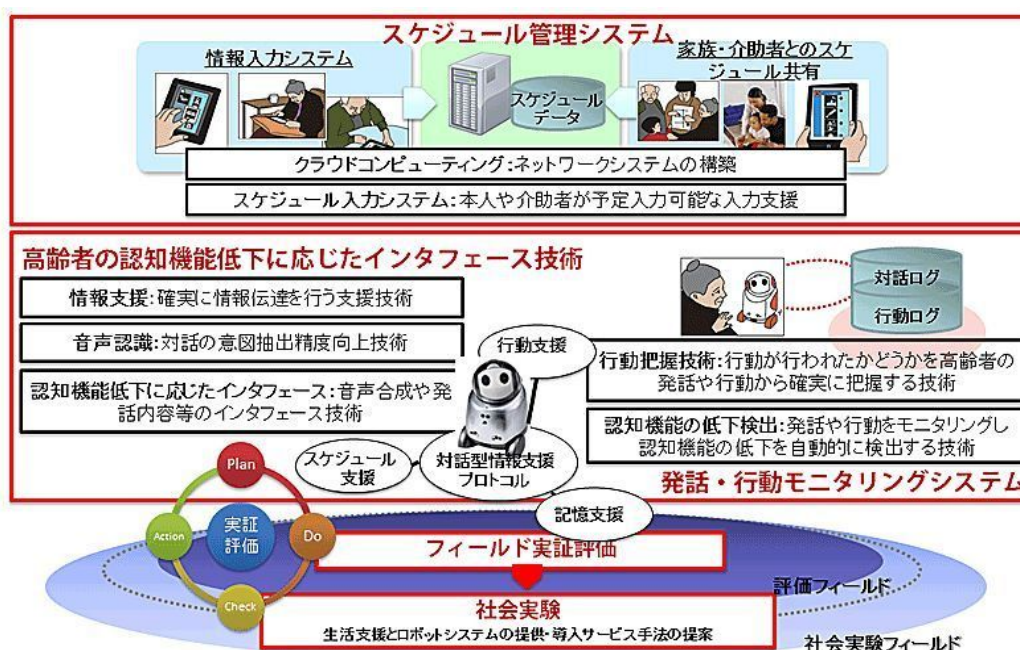 スケジュール管理システム
情報入力システム
スケジュール
データ
家族・介助者とのスケ
ジュール共有
クラウドコンピューティング：ネットワークシステムの構築
スケジュール入力システム：本人や介助者が予定入力可能な入力支援
高齢者の認知機能低下に応じたインタフェース技術
情報支援：確実に情報伝達を行う支援技術
音声認識：対話の意図抽出精度向上技術
認知機能低下に応じたインタフェース：音声合成や発
話内容等のインタフェース技術
対話ログ
行動ログ
行動把握技術：行動が行われたかどうかを高齢者の
発話や行動から確実に把握する技術
認知機能の低下検出：発話や行動をモニタリングし
認知機能の低下を自動的に検出する技術
発話・行動モニタリングシステム
行動支援
スケジュール
支援
対話型情報支援
プロトコル
記憶支援
Plan
Do
Check
Action
実証
評価
フィールド実証評価
社会実験
生活支援とロボットシステムの提供・導入サービス手法の提案
評価フィールド
社会実験フィールド